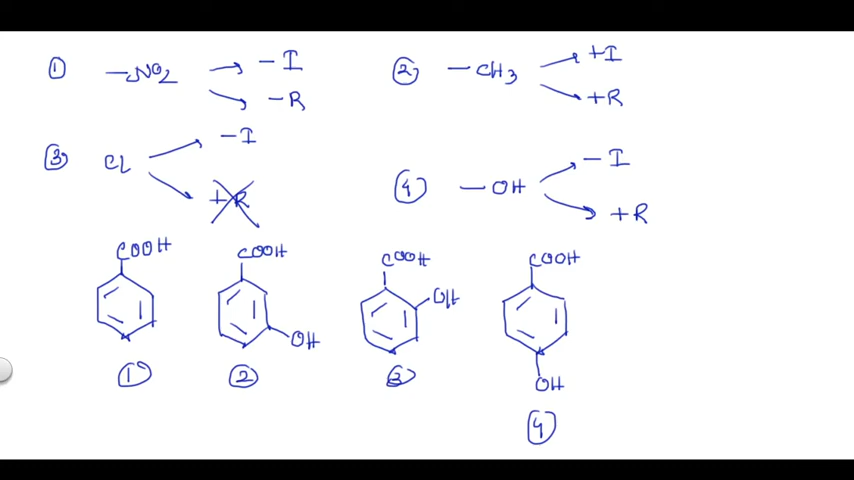 ① -NO2 → -I → -R
② -CH3 → +I → +R
③ Cl → -I → +R
④ -OH → -I → +R
COOH
①
COOH
OH
②
COOH
OH
③
COOH
OH
④